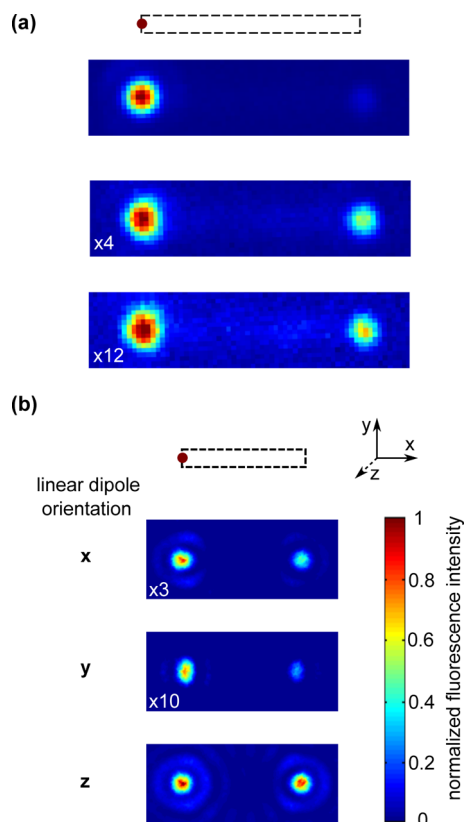 (a)
x4
x12
(b)
y
x
z
linear dipole
orientation
x
x3
y
x10
z
1
0.8
0.6
0.4
0.2
0
normalized fluorescence intensity